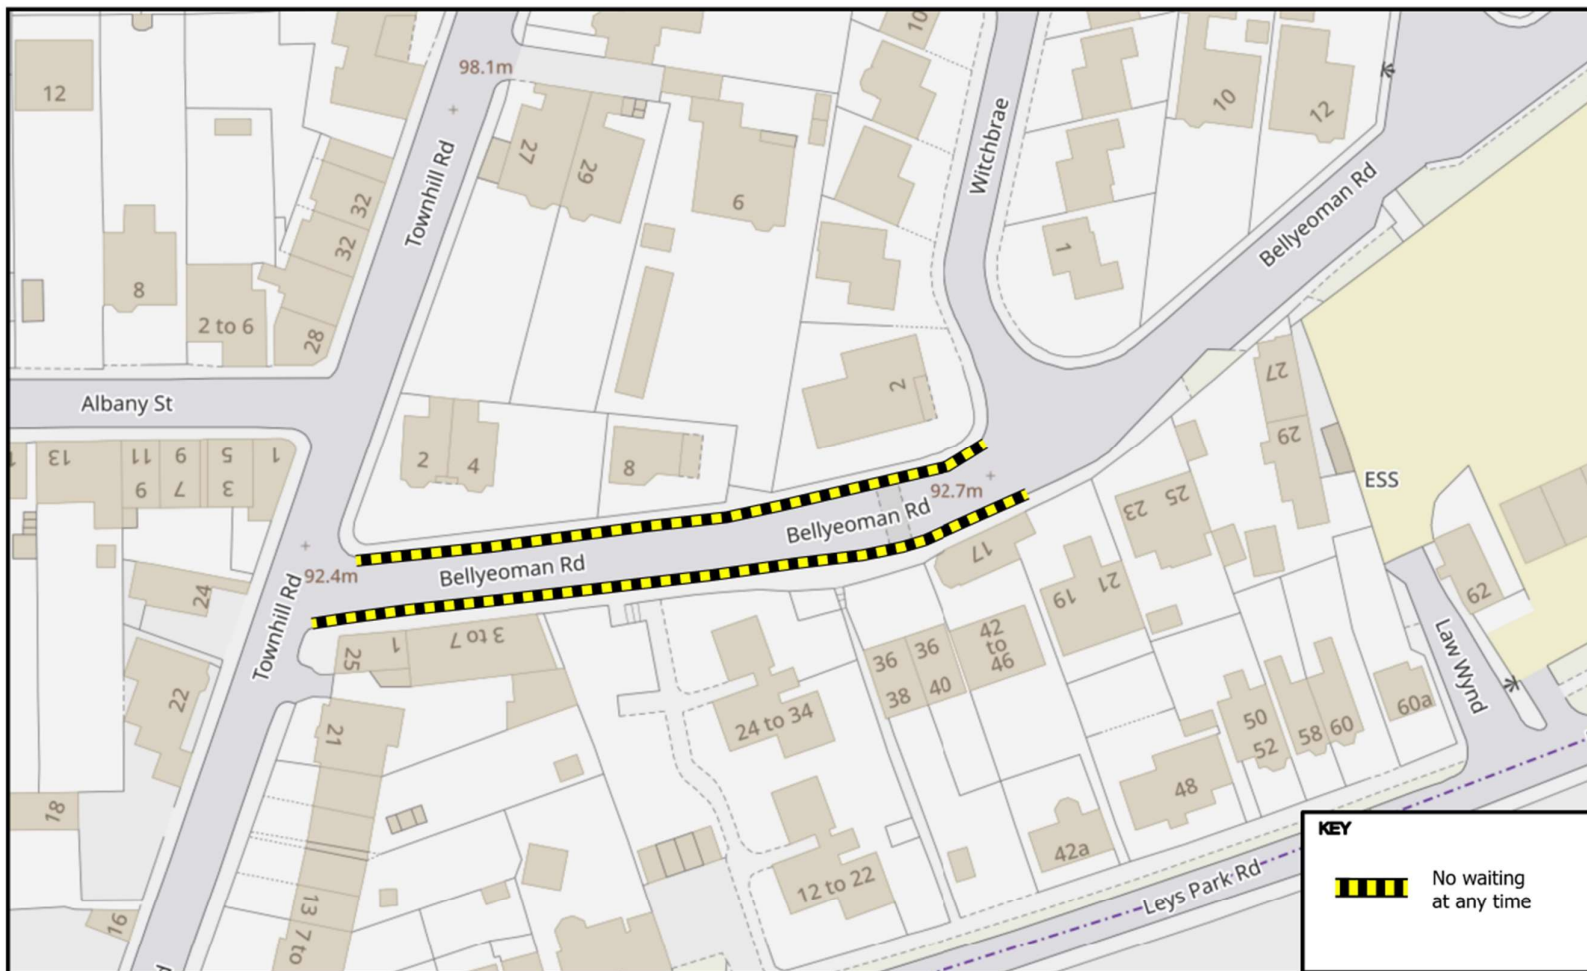 98.1m
10
12
Townhill Rd
27
29
6
Witchbrae
10
12
32
32
8
2 to 6
28
1
Bellyeoman Rd
Albany St
2
27
29
13
11
9
5
1
9
7
3
2
4
8
92.7m
Bellyeoman Rd
ESS
23
25
Bellyeoman Rd
92.4m
17
24
Townhill Rd
19
21
62
25
1
3 to 7
36
36
38
40
42
to
46
Law Wynd
22
21
24 to 34
50
52
58
60
60a
18
48
42a
12 to 22
Leys Park Rd
16
13
7 to
KEY
No waiting
at any time